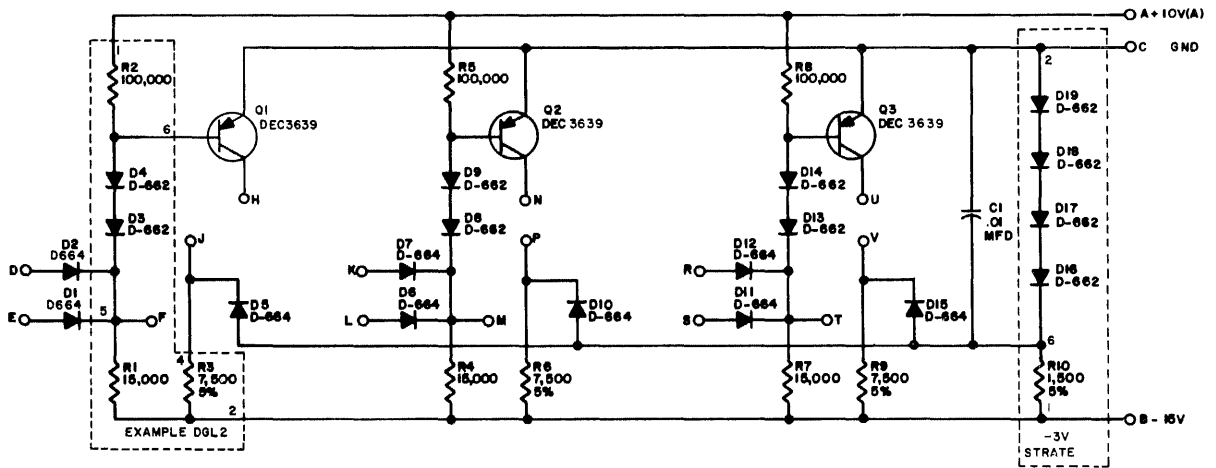 A+10V(A)
C GND
1
R2
100,000
6
Q1
DEC3639
D4
D-662
D3
D-662
D2
D664
D
D1
D664
E
5
F
R1
15,000
H
J
D5
D-664
4
R3
7,500
5%
2
EXAMPLE DGL2
R5
100,000
Q2
DEC 3639
D9
D-662
D8
D-662
D7
D-664
K
D6
D-664
L
M
R4
15,000
N
P
D10
D-664
R6
7,500
5%
R8
100,000
Q3
DEC 3639
D14
D-662
D13
D-662
D12
D-664
R
D11
D-664
S
T
R7
15,000
U
V
D15
D-664
R9
7,500
5%
C1
.01
MFD
2
D19
D-662
D18
D-662
D17
D-662
D16
D-662
6
R10
1,500
5%
1
B-15V
-3V
STRATE